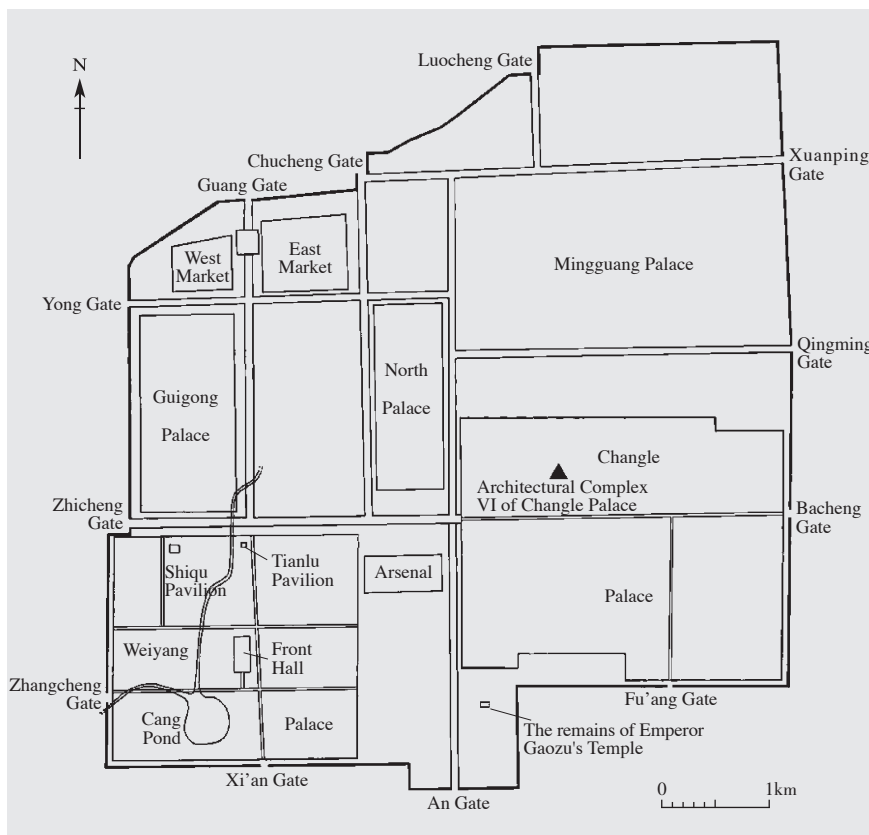 N
Luocheng Gate
Chucheng Gate
Xuanping
Gate
Guang Gate
West
Market
East
Market
Mingguang Palace
Yong Gate
Qingming
Gate
Guigong
Palace
North
Palace
Changle
Architectural Complex
VI of Changle Palace
Zhicheng
Gate
Bacheng
Gate
Shiqu
Pavilion
Tianlu
Pavilion
Arsenal
Palace
Weiyang
Front
Hall
Zhangcheng
Gate
Fu'ang Gate
Cang
Pond
Palace
The remains of Emperor
Gaozu's Temple
Xi'an Gate
An Gate
0 1km